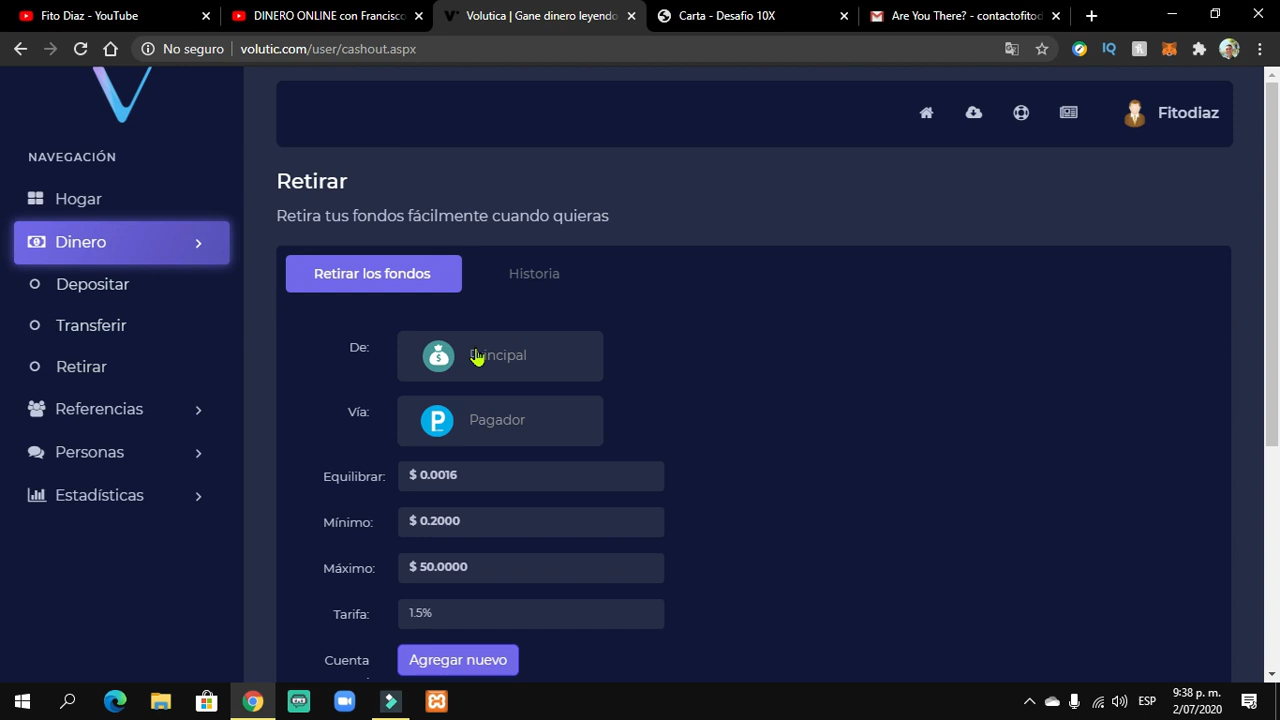 Fito Diaz - YouTube
DINERO ONLINE con Francisco
Volutica | Gane dinero leyendo
Carta - Desafio 10X
Are You There? - contactofitod
No seguro
volutic.com/user/cashout.aspx
IQ
NAVEGACIÓN
Hogar
Dinero
Depositar
Transferir
Retirar
Referencias
Personas
Estadísticas
Fitodiaz
Retirar
Retira tus fondos fácilmente cuando quieras
Retirar los fondos
Historia
De:
Principal
Vía:
Pagador
Equilibrar:
$ 0.0016
Mínimo:
$ 0.2000
Máximo:
$ 50.0000
Tarifa:
1.5%
Cuenta
Agregar nuevo
ESP
9:38 p. m.
2/07/2020